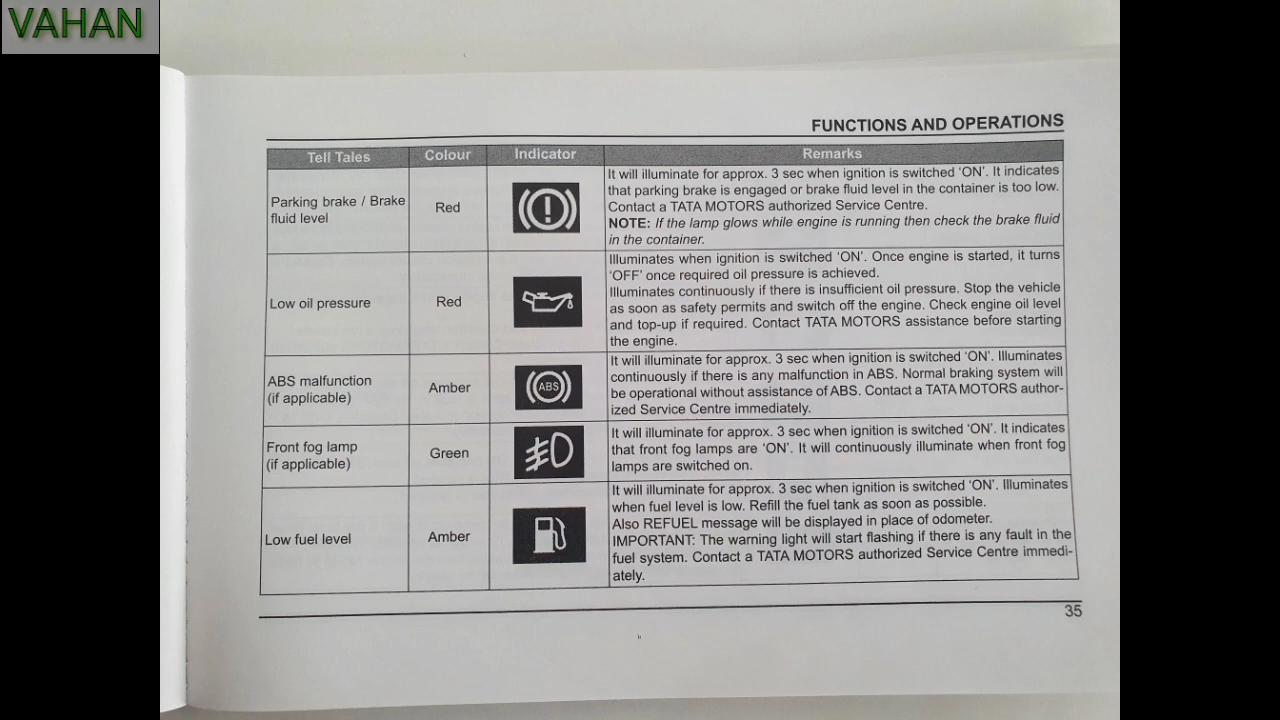 VAHAN
FUNCTIONS AND OPERATIONS
Tell Tales Colour Indicator Remarks
Parking brake / Brake
fluid level
Red
It will illuminate for approx. 3 sec when ignition is switched ‘ON’. It indicates
that parking brake is engaged or brake fluid level in the container is too low.
Contact a TATA MOTORS authorized Service Centre.
NOTE: If the lamp glows while engine is running then check the brake fluid
in the container.
Low oil pressure
Red
Illuminates when ignition is switched ‘ON’. Once engine is started, it turns
‘OFF’ once required oil pressure is achieved.
Illuminates continuously if there is insufficient oil pressure. Stop the vehicle
as soon as safety permits and switch off the engine. Check engine oil level
and top-up if required. Contact TATA MOTORS assistance before starting
the engine.
ABS malfunction
(if applicable)
Amber
ABS
It will illuminate for approx. 3 sec when ignition is switched ‘ON’. Illuminates
continuously if there is any malfunction in ABS. Normal braking system will
be operational without assistance of ABS. Contact a TATA MOTORS author-
ized Service Centre immediately.
Front fog lamp
(if applicable)
Green
It will illuminate for approx. 3 sec when ignition is switched ‘ON’. It indicates
that front fog lamps are ‘ON’. It will continuously illuminate when front fog
lamps are switched on.
Low fuel level
Amber
It will illuminate for approx. 3 sec when ignition is switched ‘ON’. Illuminates
when fuel level is low. Refill the fuel tank as soon as possible.
Also REFUEL message will be displayed in place of odometer.
IMPORTANT: The warning light will start flashing if there is any fault in the
fuel system. Contact a TATA MOTORS authorized Service Centre immedi-
ately.
35